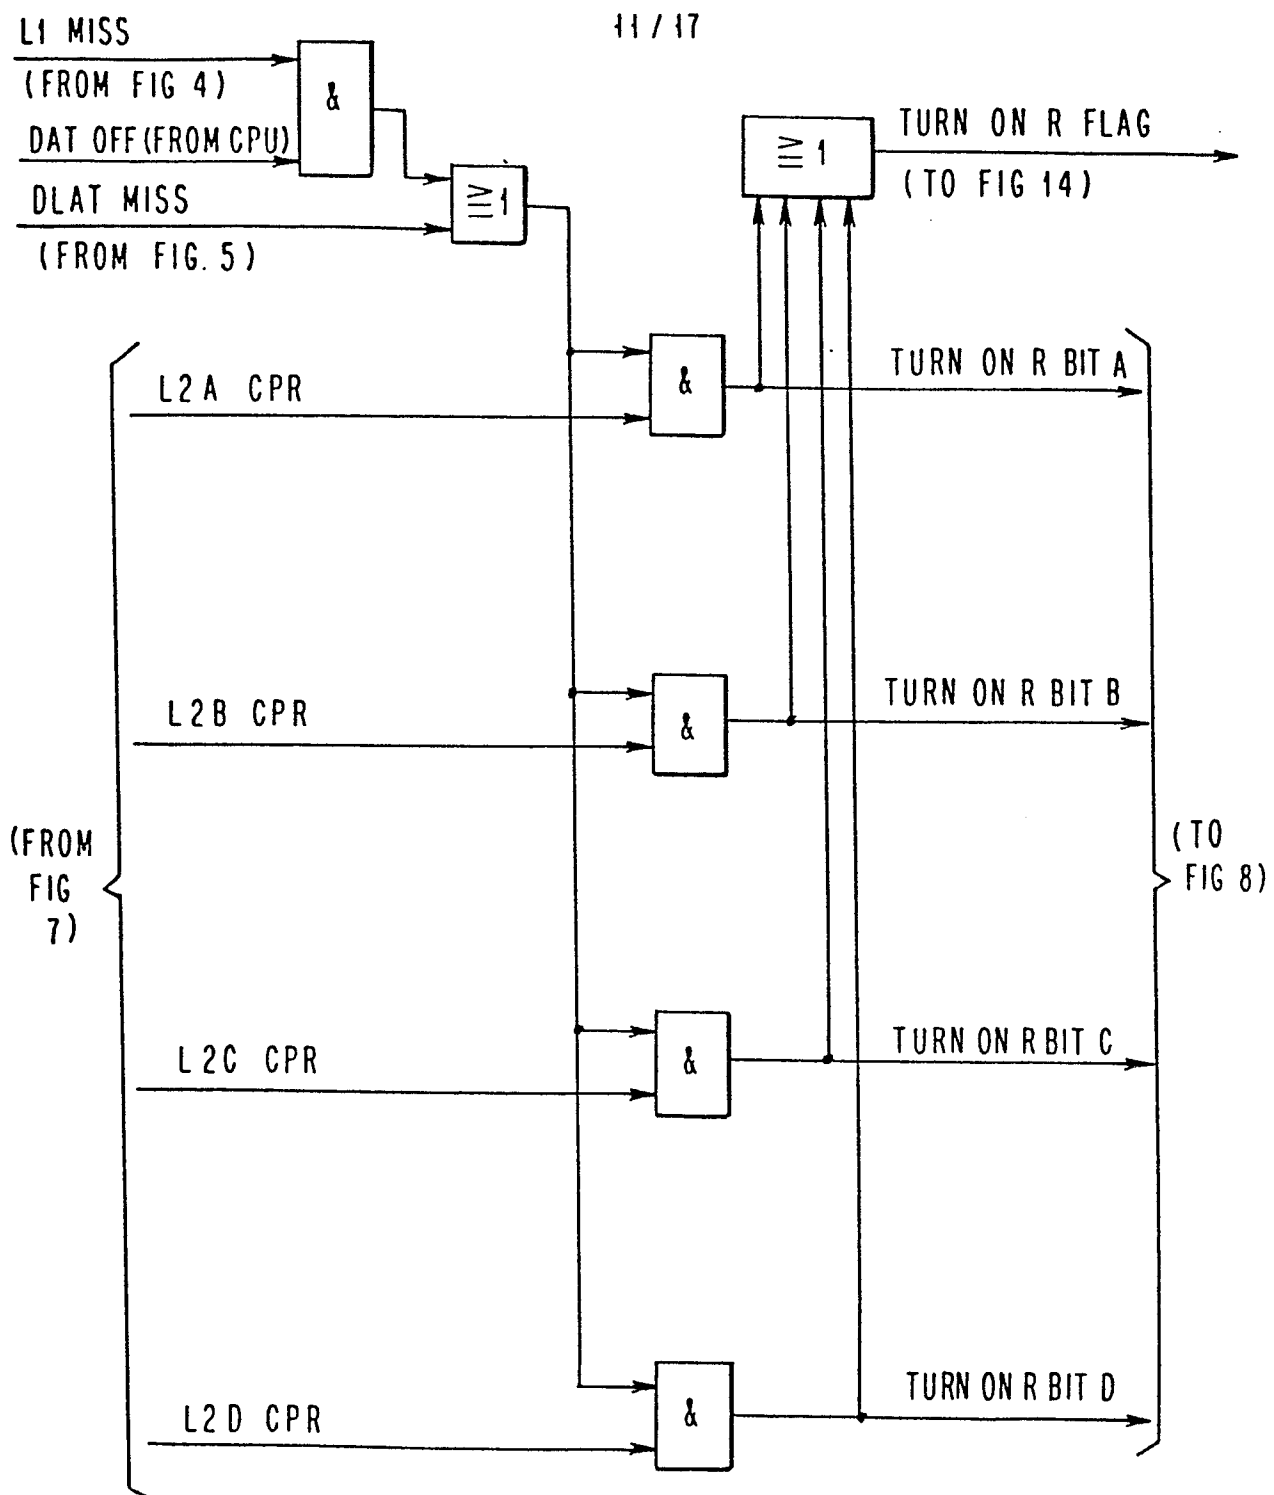 11/17
L1 MISS
(FROM FIG 4)
DAT OFF (FROM CPU)
DLAT MISS
(FROM FIG. 5)
&
≧1
≧1
TURN ON R FLAG
(TO FIG 14)
L2A CPR
&
TURN ON R BIT A
L2B CPR
&
TURN ON R BIT B
(FROM
FIG
7)
(TO
FIG 8)
L2C CPR
&
TURN ON R BIT C
L2D CPR
&
TURN ON R BIT D